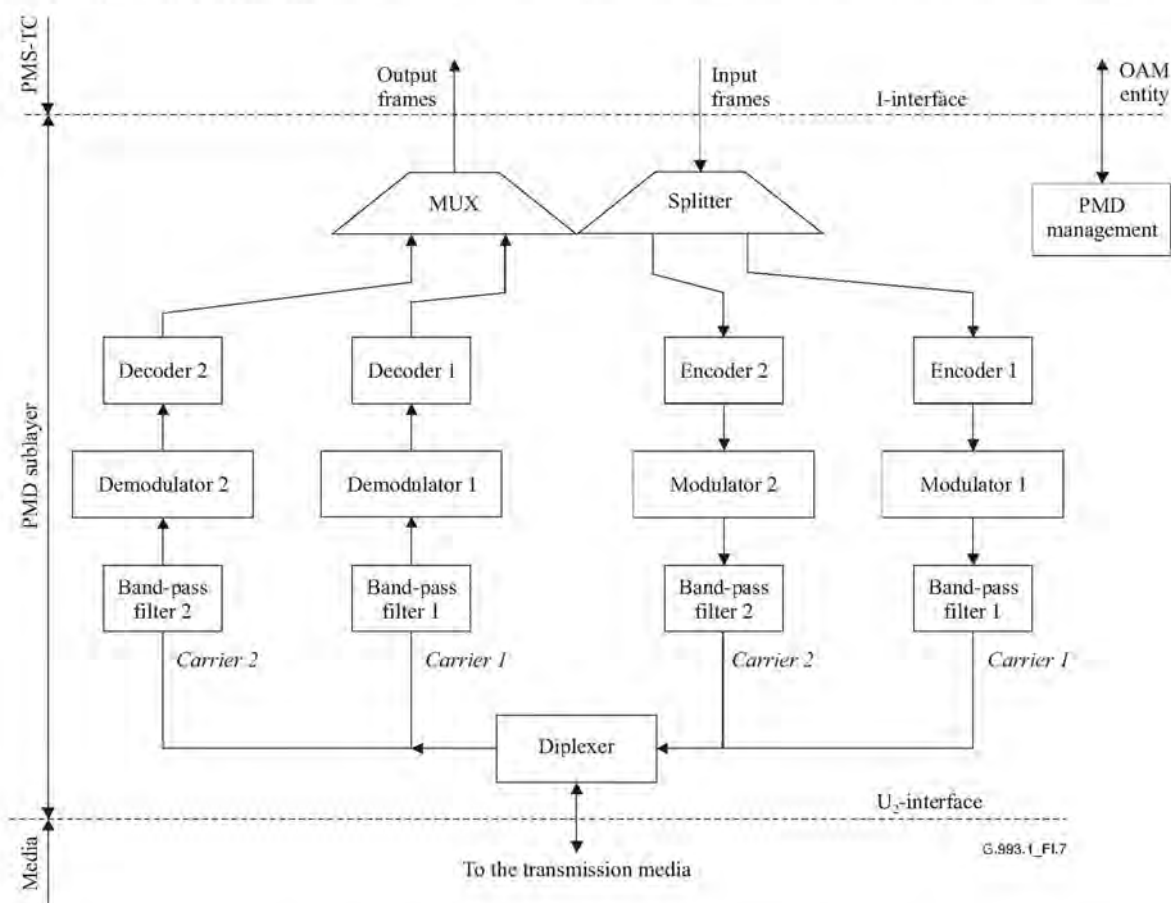 PMS-TC
Output
frames
Input
frames
OAM
entity
I-interface
MUX
Splitter
PMD
management
PMD sublayer
Decoder 2
Decoder 1
Encoder 2
Encoder 1
Demodulator 2
Demodulator 1
Modulator 2
Modulator 1
Band-pass
filter 2
Band-pass
filter 1
Band-pass
filter 2
Band-pass
filter 1
Carrier 2
Carrier 1
Carrier 2
Carrier 1
Diplexer
U₂-interface
G.993.1_FI.7
Media
To the transmission media